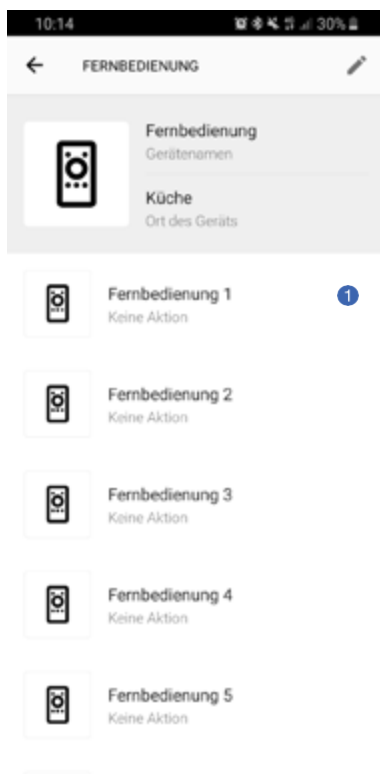 10:14 30%
FERNBEDIENUNG
Fernbedienung
Gerätenamen
Küche
Ort des Geräts
Fernbedienung 1 1
Keine Aktion
Fernbedienung 2
Keine Aktion
Fernbedienung 3
Keine Aktion
Fernbedienung 4
Keine Aktion
Fernbedienung 5
Keine Aktion